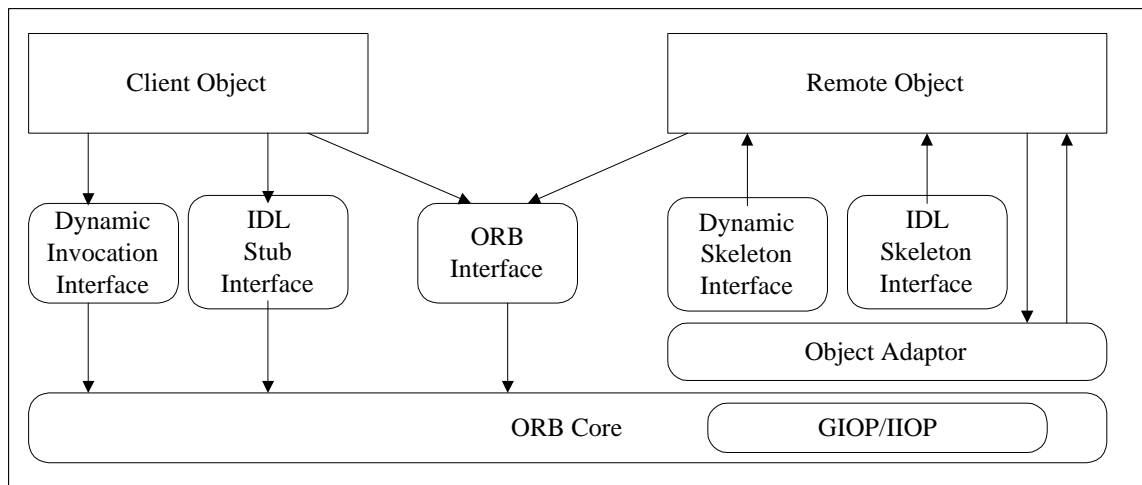 Client Object
Remote Object
Dynamic
Invocation
Interface
IDL
Stub
Interface
ORB
Interface
Dynamic
Skeleton
Interface
IDL
Skeleton
Interface
Object Adaptor
ORB Core
GIOP/IIOP